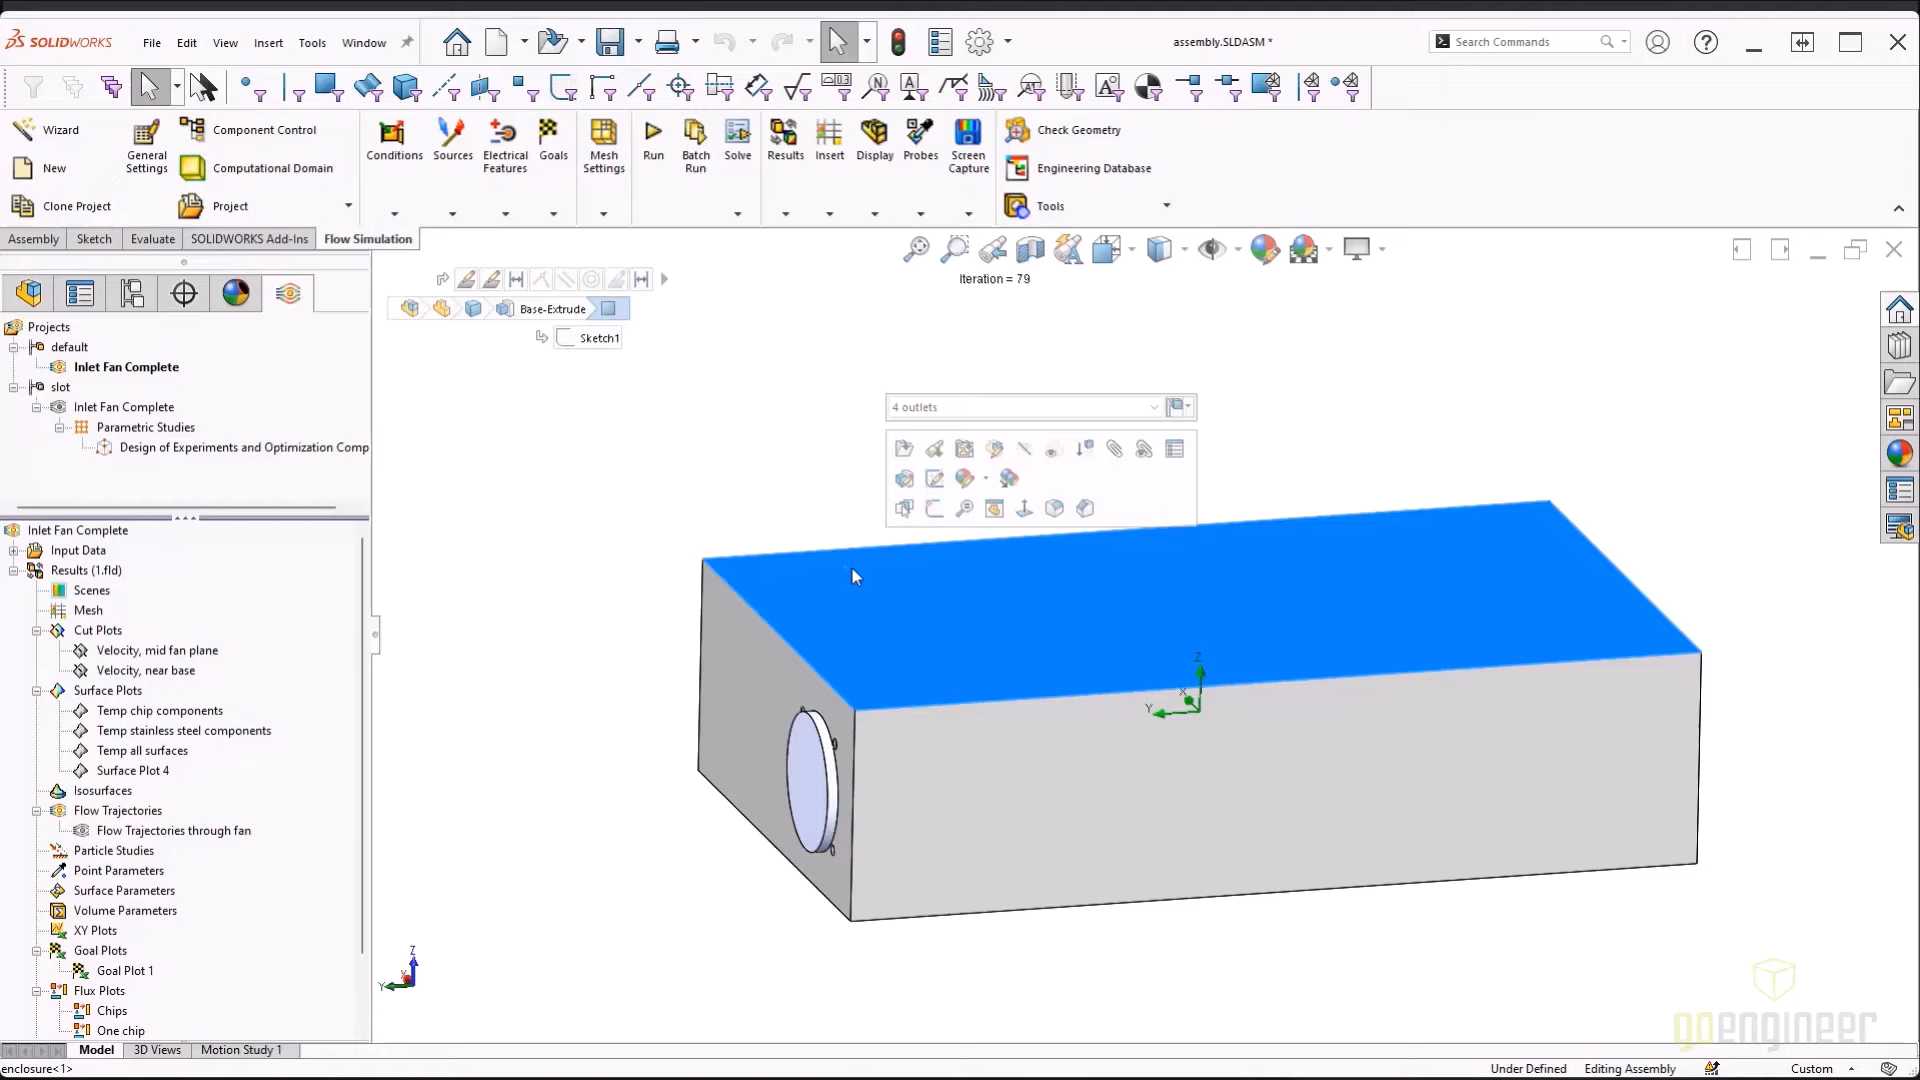 SOLIDWORKS
File Edit View Insert Tools Window
assembly.SLDASM *
Search Commands
Wizard
New
Clone Project
General Settings
Component Control
Computational Domain
Project
Conditions
Sources
Electrical Features
Goals
Mesh Settings
Run
Batch Run
Solve
Results
Insert
Display
Probes
Screen Capture
Check Geometry
Engineering Database
Tools
Assembly Sketch Evaluate SOLIDWORKS Add-Ins Flow Simulation
Iteration = 79
Base-Extrude
Sketch1
4 outlets
Projects
default
Inlet Fan Complete
slot
Inlet Fan Complete
Parametric Studies
Design of Experiments and Optimization Comp
Inlet Fan Complete
Input Data
Results (1.fld)
Scenes
Mesh
Cut Plots
Velocity, mid fan plane
Velocity, near base
Surface Plots
Temp chip components
Temp stainless steel components
Temp all surfaces
Surface Plot 4
Isosurfaces
Flow Trajectories
Flow Trajectories through fan
Particle Studies
Point Parameters
Surface Parameters
Volume Parameters
XY Plots
Goal Plots
Goal Plot 1
Flux Plots
Chips
One chip
Z
X
Y
Z
Y
X
goengineer
Model 3D Views Motion Study 1
enclosure<1>
Under Defined Editing Assembly Custom